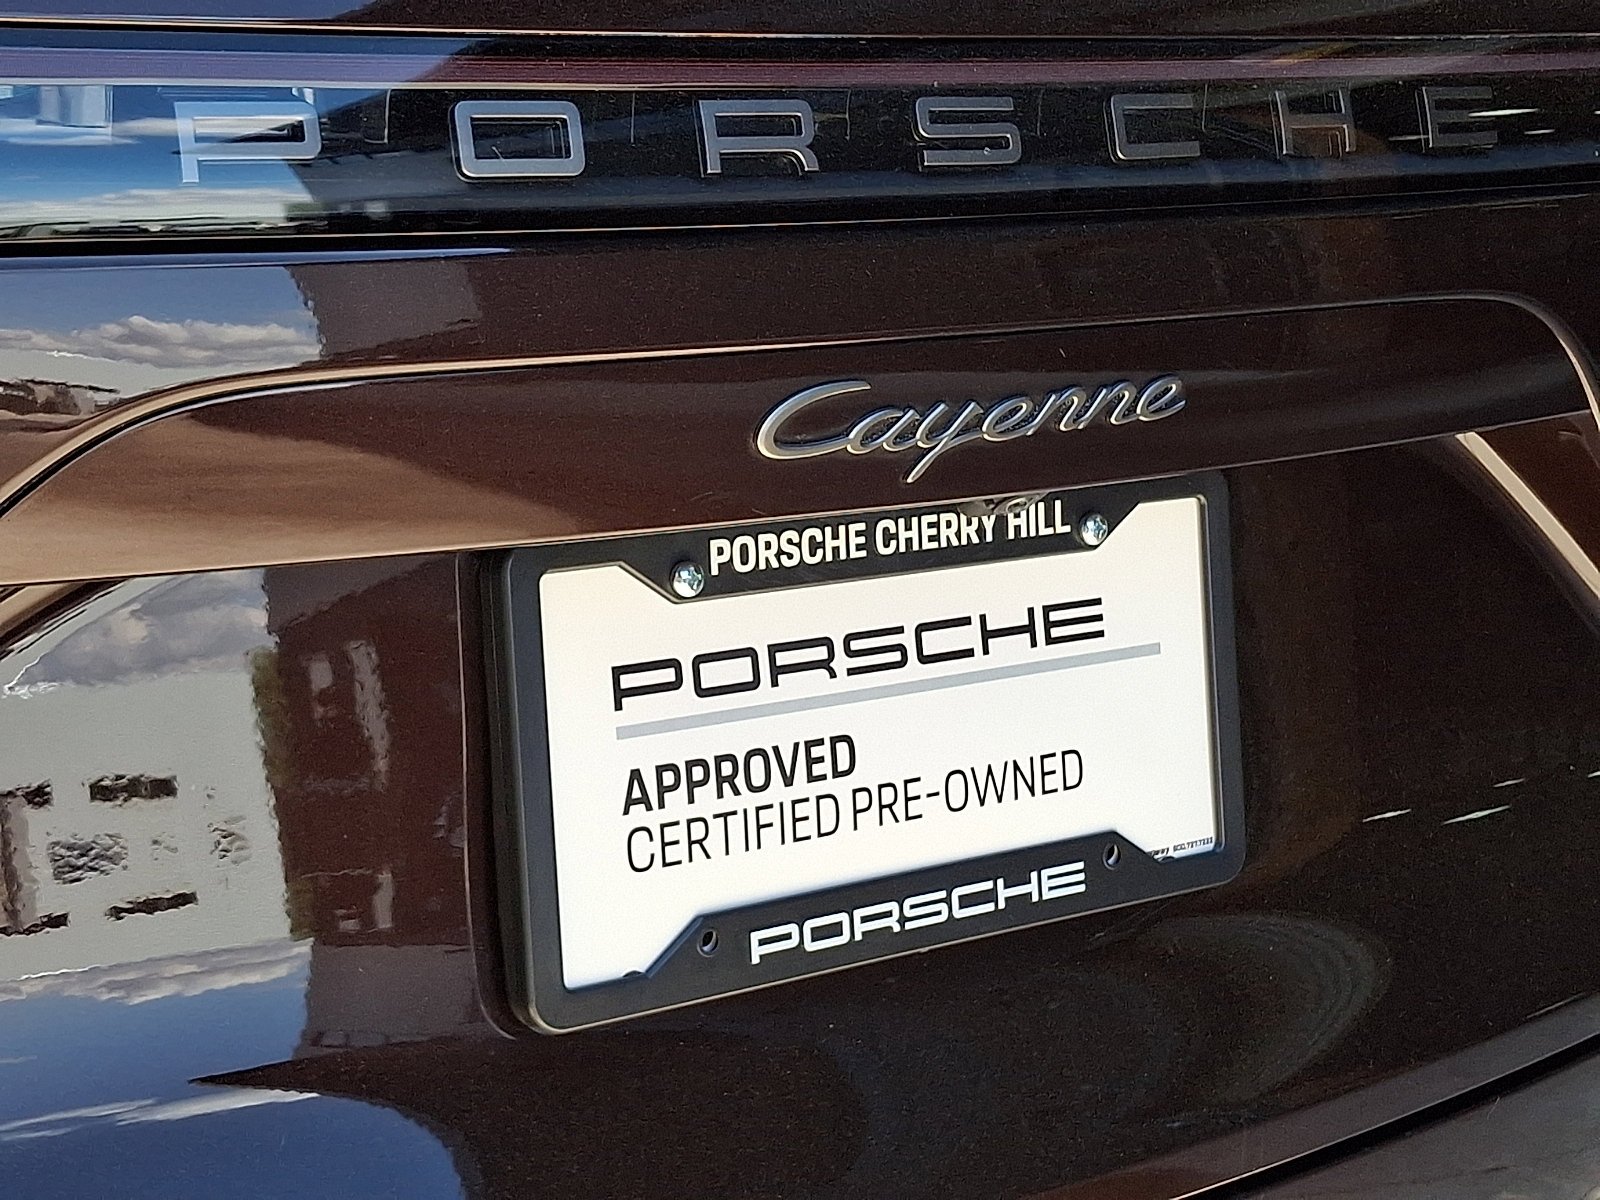 PORSCHE
Cayenne
PORSCHE CHERRY HILL
PORSCHE
APPROVED
CERTIFIED PRE-OWNED
PORSCHE